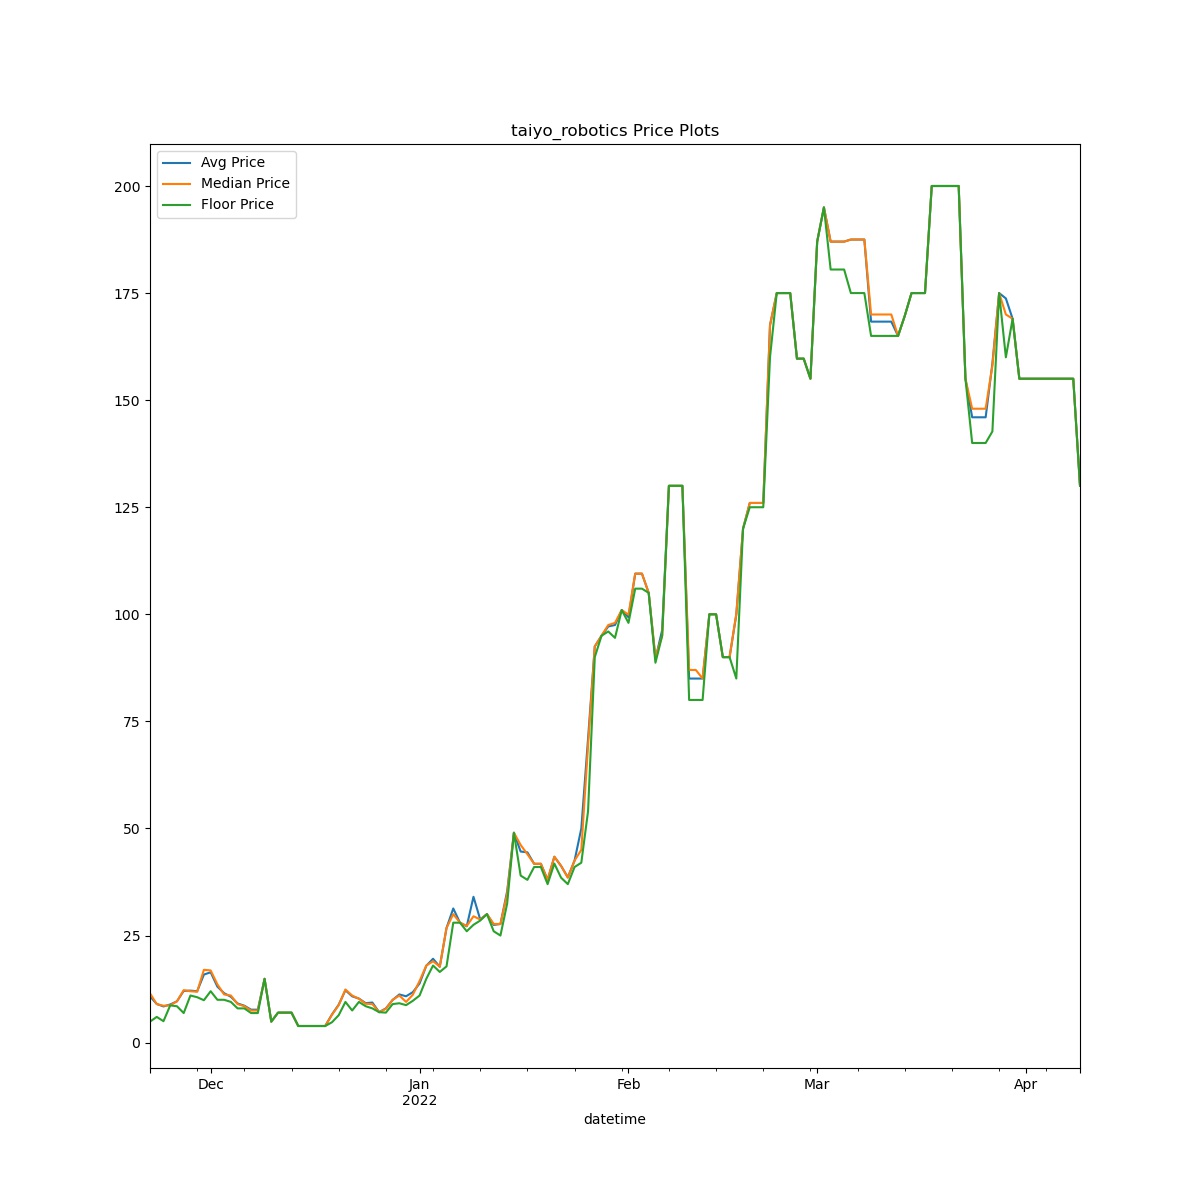 taiyo_robotics Price Plots
Avg Price
Median Price
Floor Price
200
175
150
125
100
75
50
25
0
Dec
Jan
2022
Feb
Mar
Apr
datetime